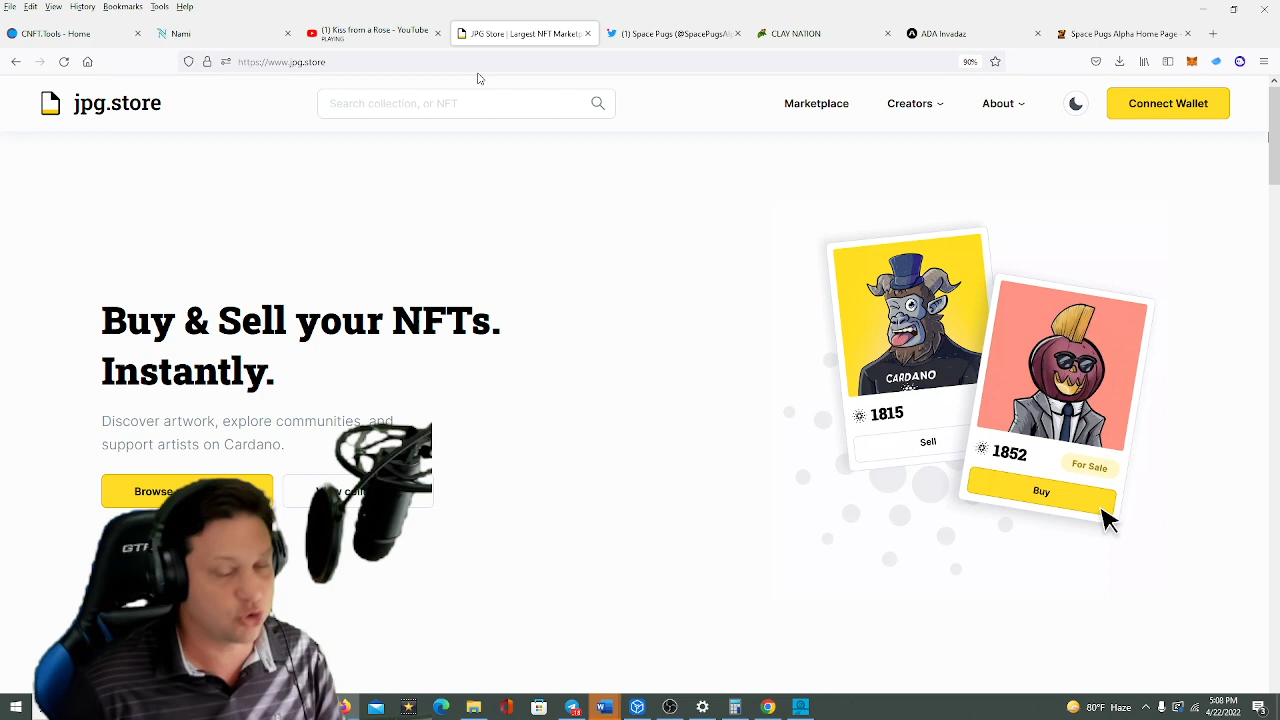 File Edit View History Bookmarks Tools Help
CNFT.Tools - Home
Nami
(1) Kiss from a Rose - YouTube
PLAYING
JPG Store | Largest NFT Marketp
(1) Space Pugs (@SpacePugsAlp
CLAY NATION
ADA Invadaz
Space Pugs Alpha Home Page -
https://www.jpg.store
90%
jpg.store
Search collection, or NFT
Marketplace
Creators
About
Connect Wallet
Buy & Sell your NFTs.
Instantly.
Discover artwork, explore communities, and
support artists on Cardano.
Browse
CARDANO
1815
Sell
1852
For Sale
Buy
GTR
80°F Haze
5:08 PM
4/22/2022